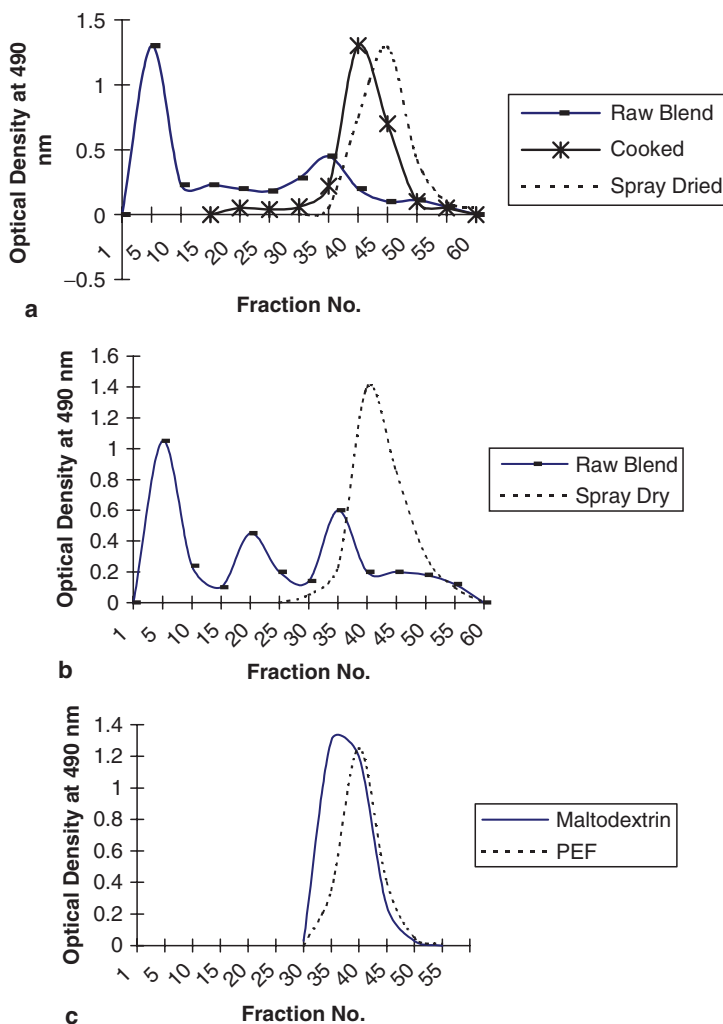 Optical Density at 490
nm
1.5
1
0.5
0
−0.5
1 5 10 15 20 25 30 35 40 45 50 55 60
Fraction No.
Raw Blend
Cooked
Spray Dried
a
Optical Density at 490 nm
1.6
1.4
1.2
1
0.8
0.6
0.4
0.2
0
1 5 10 15 20 25 30 35 40 45 50 55 60
Fraction No.
Raw Blend
Spray Dry
b
Optical Density at 490 nm
1.4
1.2
1
0.8
0.6
0.4
0.2
0
1 5 10 15 20 25 30 35 40 45 50 55
Fraction No.
Maltodextrin
PEF
c